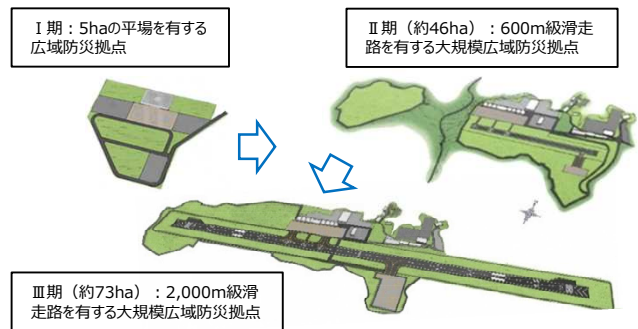 Ⅰ期：5haの平場を有する
広域防災拠点
Ⅱ期（約46ha）：600m級滑走
路を有する大規模広域防災拠点
Ⅲ期（約73ha）：2,000m級滑
走路を有する大規模広域防災拠点